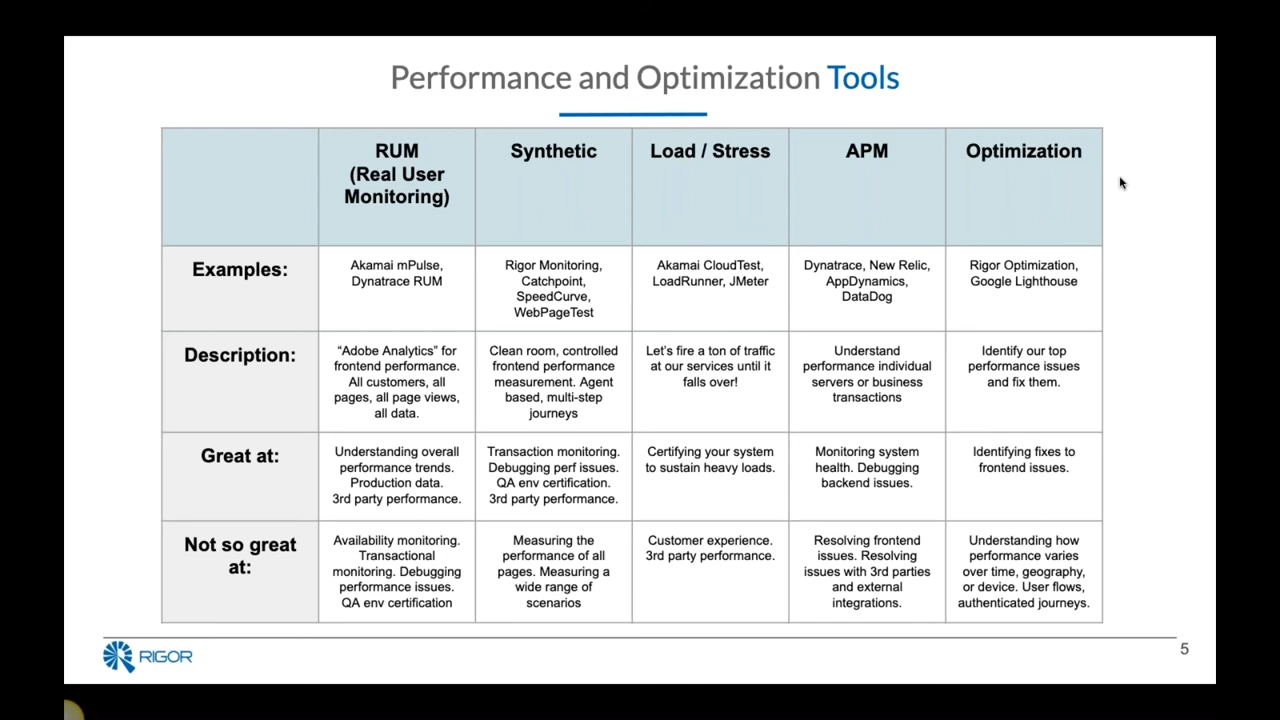 Performance and Optimization Tools
RUM
(Real User
Monitoring)
Synthetic
Load / Stress
APM
Optimization
Examples:
Akamai mPulse,
Dynatrace RUM
Rigor Monitoring,
Catchpoint,
SpeedCurve,
WebPageTest
Akamai CloudTest,
LoadRunner, JMeter
Dynatrace, New Relic,
AppDynamics,
DataDog
Rigor Optimization,
Google Lighthouse
Description:
“Adobe Analytics” for
frontend performance.
All customers, all
pages, all page views,
all data.
Clean room, controlled
frontend performance
measurement. Agent
based, multi-step
journeys
Let’s fire a ton of traffic
at our services until it
falls over!
Understand
performance individual
servers or business
transactions
Identify our top
performance issues
and fix them.
Great at:
Understanding overall
performance trends.
Production data.
3rd party performance.
Transaction monitoring.
Debugging perf issues.
QA env certification.
3rd party performance.
Certifying your system
to sustain heavy loads.
Monitoring system
health. Debugging
backend issues.
Identifying fixes to
frontend issues.
Not so great
at:
Availability monitoring.
Transactional
monitoring. Debugging
performance issues.
QA env certification
Measuring the
performance of all
pages. Measuring a
wide range of
scenarios
Customer experience.
3rd party performance.
Resolving frontend
issues. Resolving
issues with 3rd parties
and external
integrations.
Understanding how
performance varies
over time, geography,
or device. User flows,
authenticated journeys.
RIGOR
5